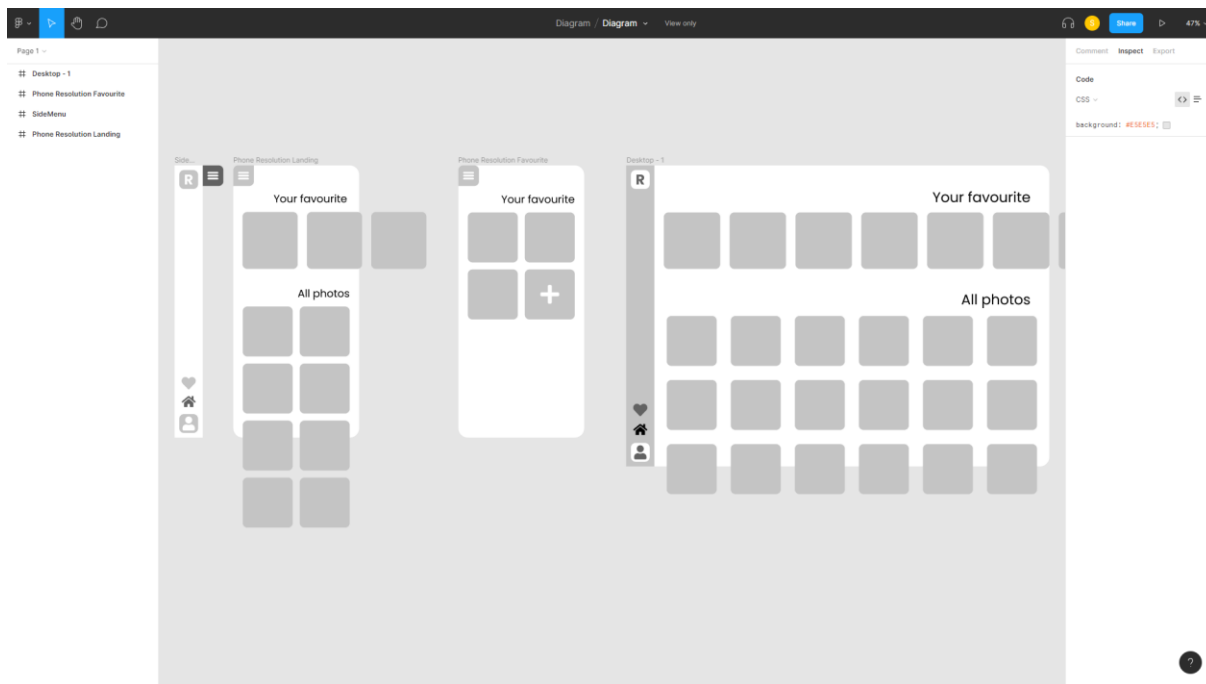 Diagram / Diagram
View only
S
Share
47%
Page 1
Comment Inspect Export
Desktop - 1
Phone Resolution Favourite
SideMenu
Phone Resolution Landing
Code
CSS
background: #E5E5E5;
Side...
Phone Resolution Landing
Phone Resolution Favourite
Desktop - 1
R
R
Your favourite
Your favourite
Your favourite
All photos
All photos
?